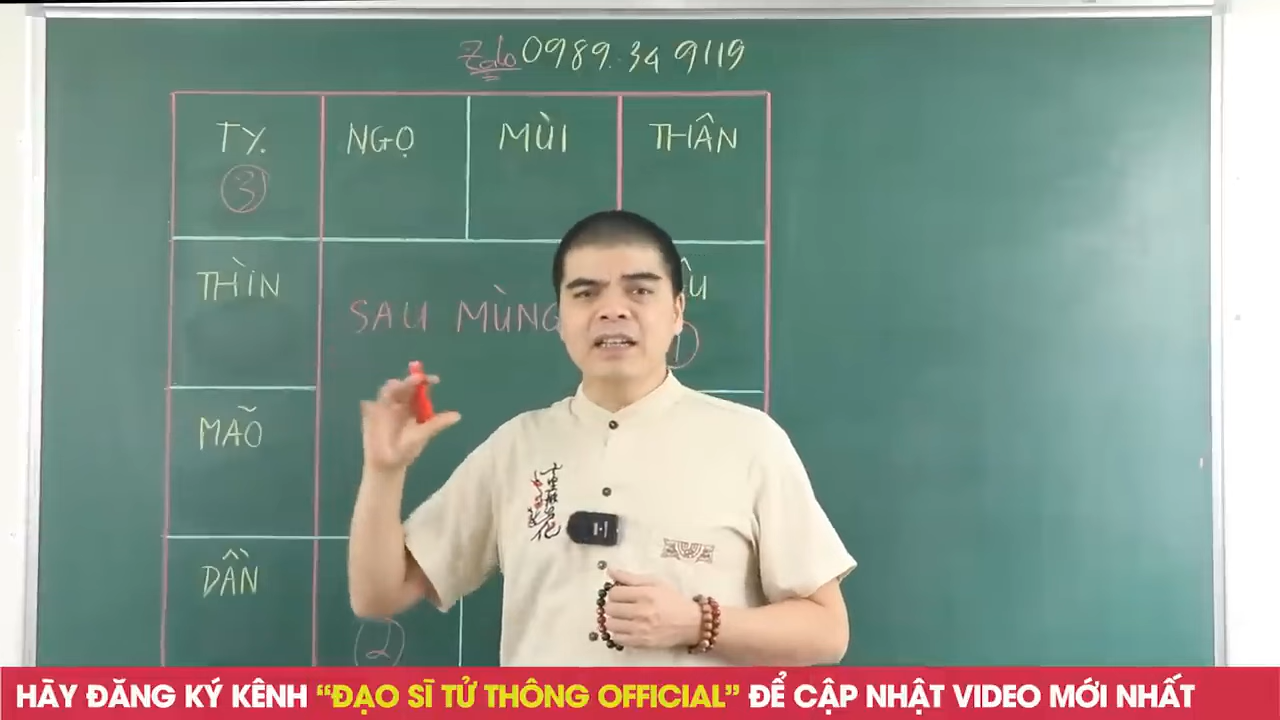 Zalo 0989.34 9119
TỴ NGỌ MÙI THÂN
3
THÌN
SAU MÙNG
1
MÃO
DẦN
2
HÃY ĐĂNG KÝ KÊNH “ĐẠO SĨ TỬ THÔNG OFFICIAL” ĐỂ CẬP NHẬT VIDEO MỚI NHẤT